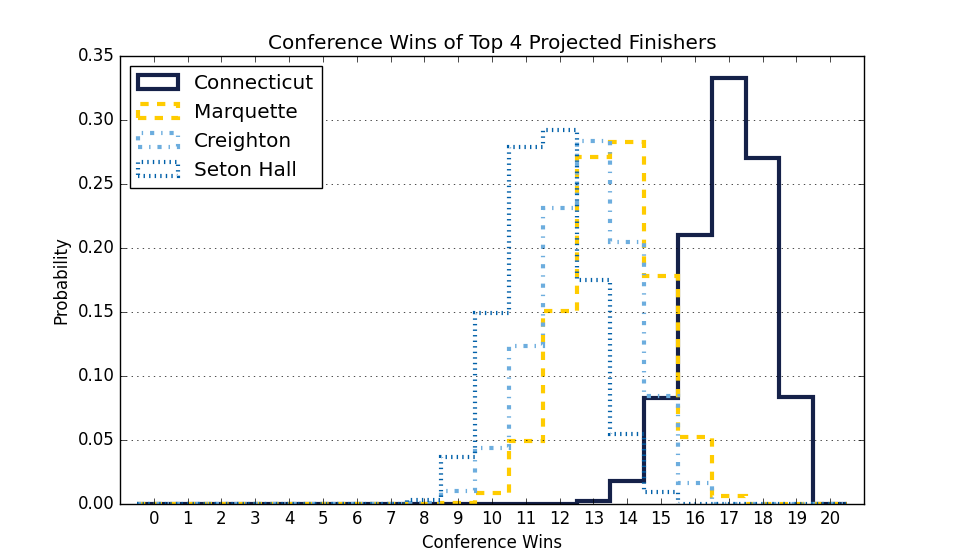 Conference Wins of Top 4 Projected Finishers
0.35
0.30
0.25
0.20
0.15
0.10
0.05
0.00
Probability
Connecticut
Marquette
Creighton
Seton Hall
0 1 2 3 4 5 6 7 8 9 10 11 12 13 14 15 16 17 18 19 20
Conference Wins